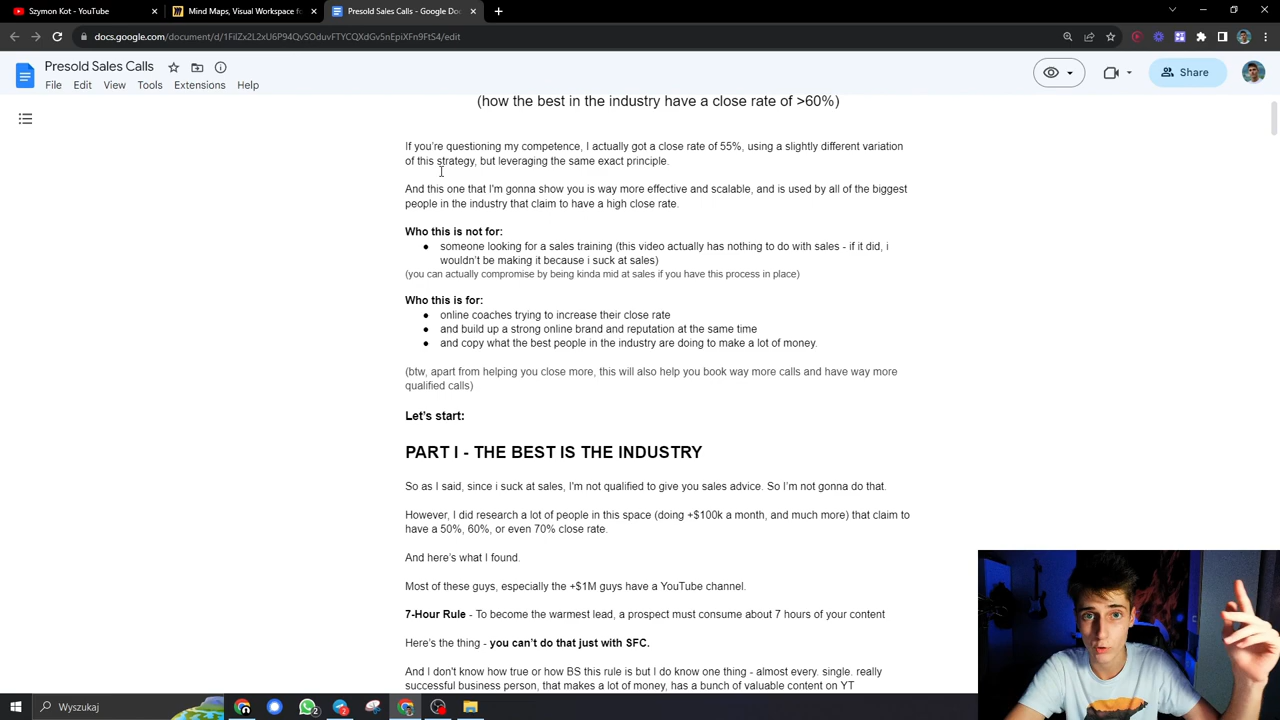 Szymon Kot - YouTube
Mind Maps, Visual Workspace fo
Presold Sales Calls - Google Doc
docs.google.com/document/d/1FiIZx2L2xU6P94QvSOduvFTYCQXdGv5nEpiXFn9FtS4/edit
Presold Sales Calls
File Edit View Tools Extensions Help
Share
(how the best in the industry have a close rate of >60%)
If you're questioning my competence, I actually got a close rate of 55%, using a slightly different variation
of this strategy, but leveraging the same exact principle.
And this one that I'm gonna show you is way more effective and scalable, and is used by all of the biggest
people in the industry that claim to have a high close rate.
Who this is not for:
● someone looking for a sales training (this video actually has nothing to do with sales - if it did, i
wouldn't be making it because i suck at sales)
(you can actually compromise by being kinda mid at sales if you have this process in place)
Who this is for:
● online coaches trying to increase their close rate
● and build up a strong online brand and reputation at the same time
● and copy what the best people in the industry are doing to make a lot of money.
(btw, apart from helping you close more, this will also help you book way more calls and have way more
qualified calls)
Let's start:
PART I - THE BEST IS THE INDUSTRY
So as I said, since i suck at sales, I'm not qualified to give you sales advice. So I'm not gonna do that.
However, I did research a lot of people in this space (doing +$100k a month, and much more) that claim to
have a 50%, 60%, or even 70% close rate.
And here's what I found.
Most of these guys, especially the +$1M guys have a YouTube channel.
7-Hour Rule - To become the warmest lead, a prospect must consume about 7 hours of your content
Here's the thing - you can't do that just with SFC.
And I don't know how true or how BS this rule is but I do know one thing - almost every. single. really
successful business person, that makes a lot of money, has a bunch of valuable content on YT
Wyszukaj